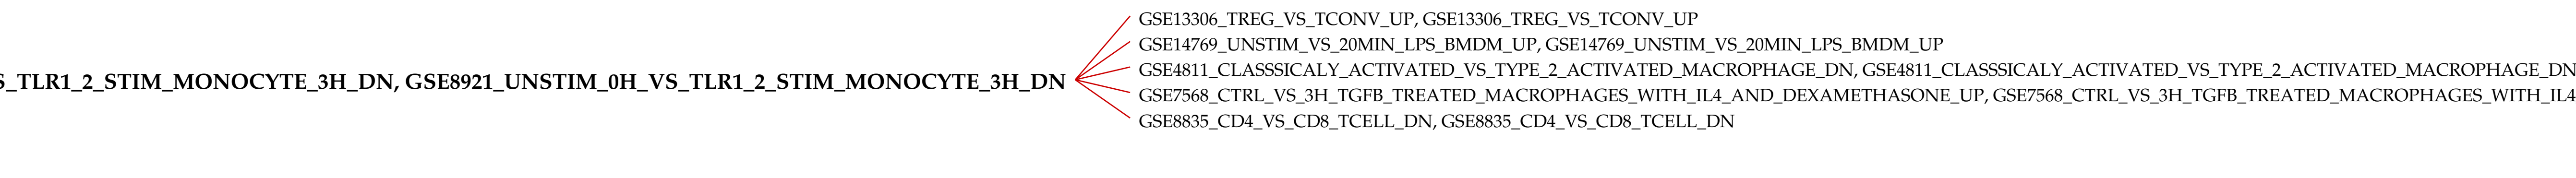 GSE13306_TREG_VS_TCONV_UP, GSE13306_TREG_VS_TCONV_UP
GSE14769_UNSTIM_VS_20MIN_LPS_BMDM_UP, GSE14769_UNSTIM_VS_20MIN_LPS_BMDM_UP
GSE4811_CLASSSICALY_ACTIVATED_VS_TYPE_2_ACTIVATED_MACROPHAGE_DN, GSE4811_CLASSSICALY_ACTIVATED_VS_TYPE_2_ACTIVATED_MACROPHAGE_DN
S_TLR1_2_STIM_MONOCYTE_3H_DN, GSE8921_UNSTIM_0H_VS_TLR1_2_STIM_MONOCYTE_3H_DN
GSE7568_CTRL_VS_3H_TGFB_TREATED_MACROPHAGES_WITH_IL4_AND_DEXAMETHASONE_UP, GSE7568_CTRL_VS_3H_TGFB_TREATED_MACROPHAGES_WITH_IL4
GSE8835_CD4_VS_CD8_TCELL_DN, GSE8835_CD4_VS_CD8_TCELL_DN